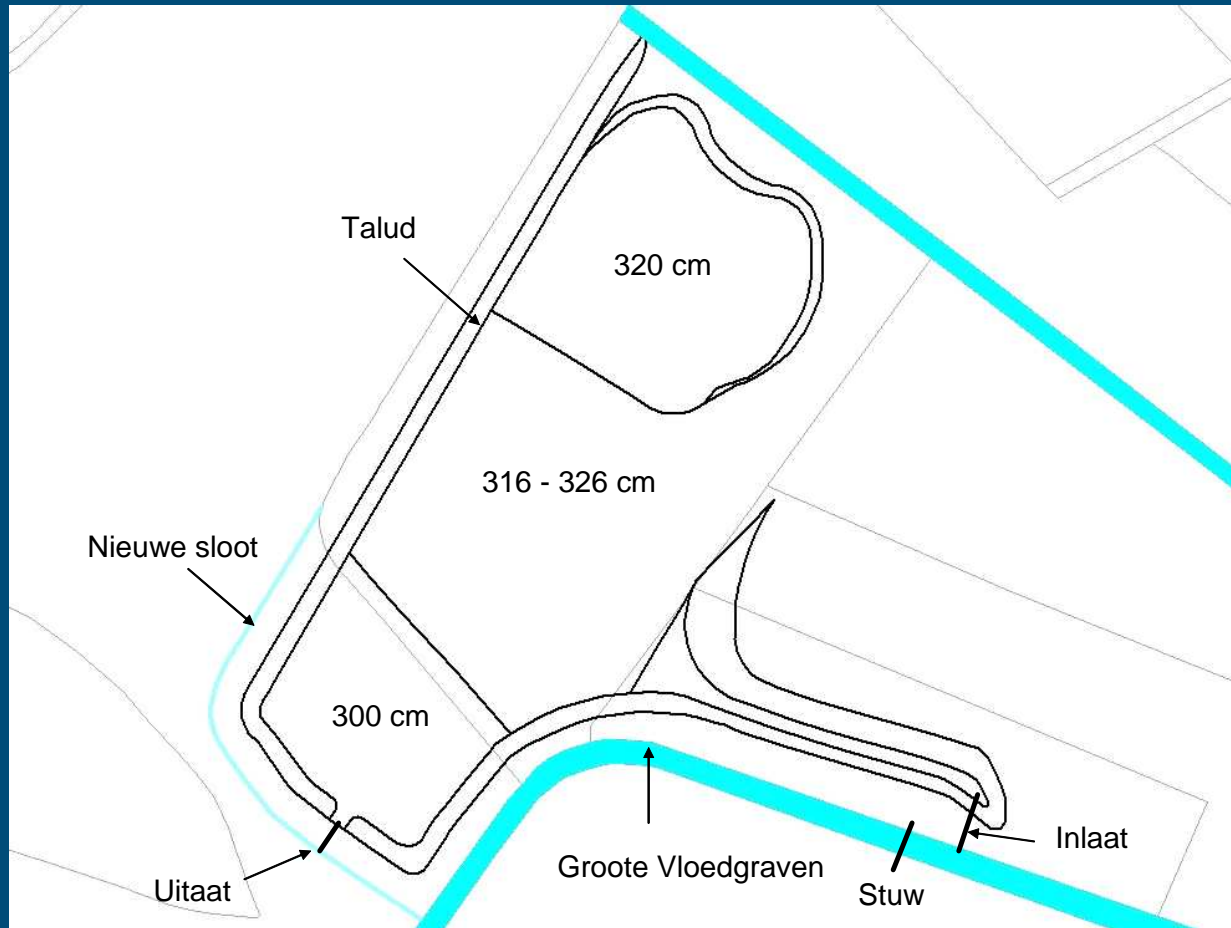 Talud
320 cm
316 - 326 cm
Nieuwe sloot
300 cm
Inlaat
Groote Vloedgraven
Uitaat
Stuw